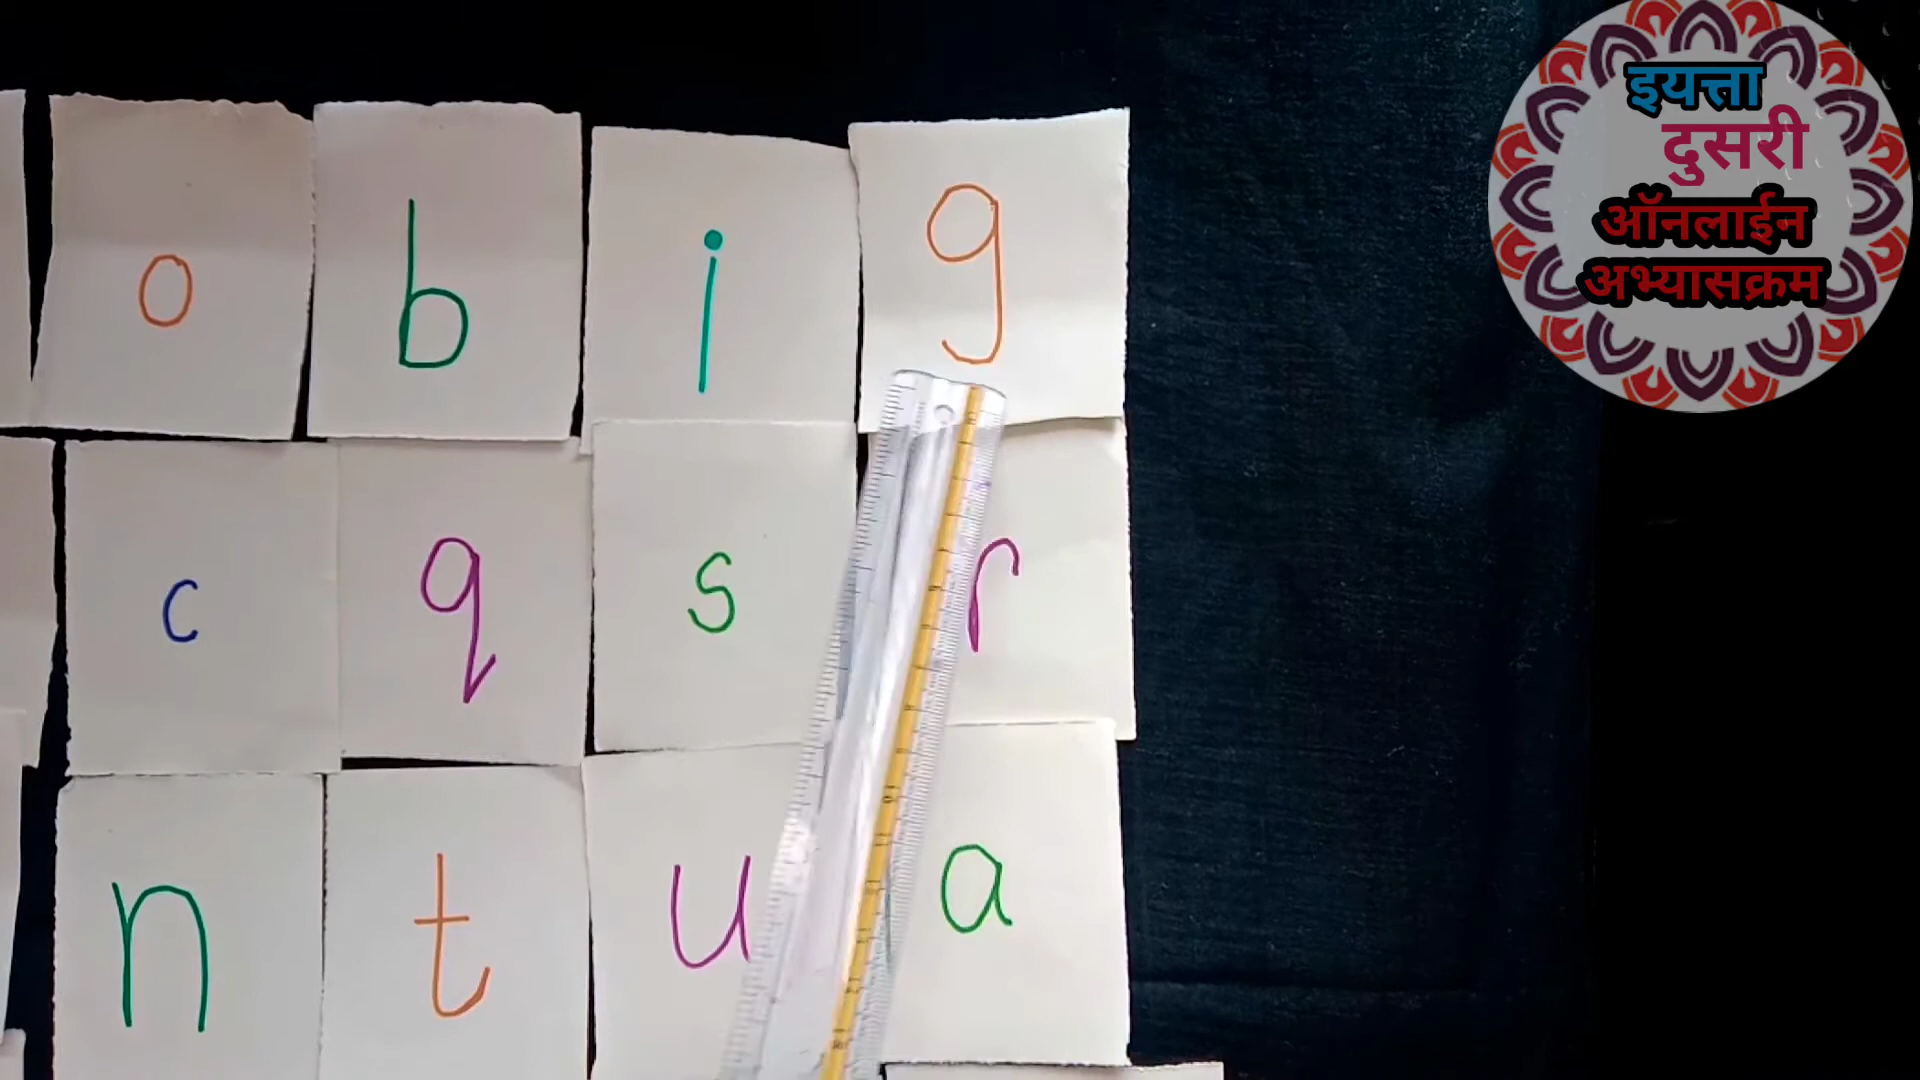 o b i g
c q s r
n t u a
इयत्ता
दुसरी
ऑनलाईन
अभ्यासक्रम